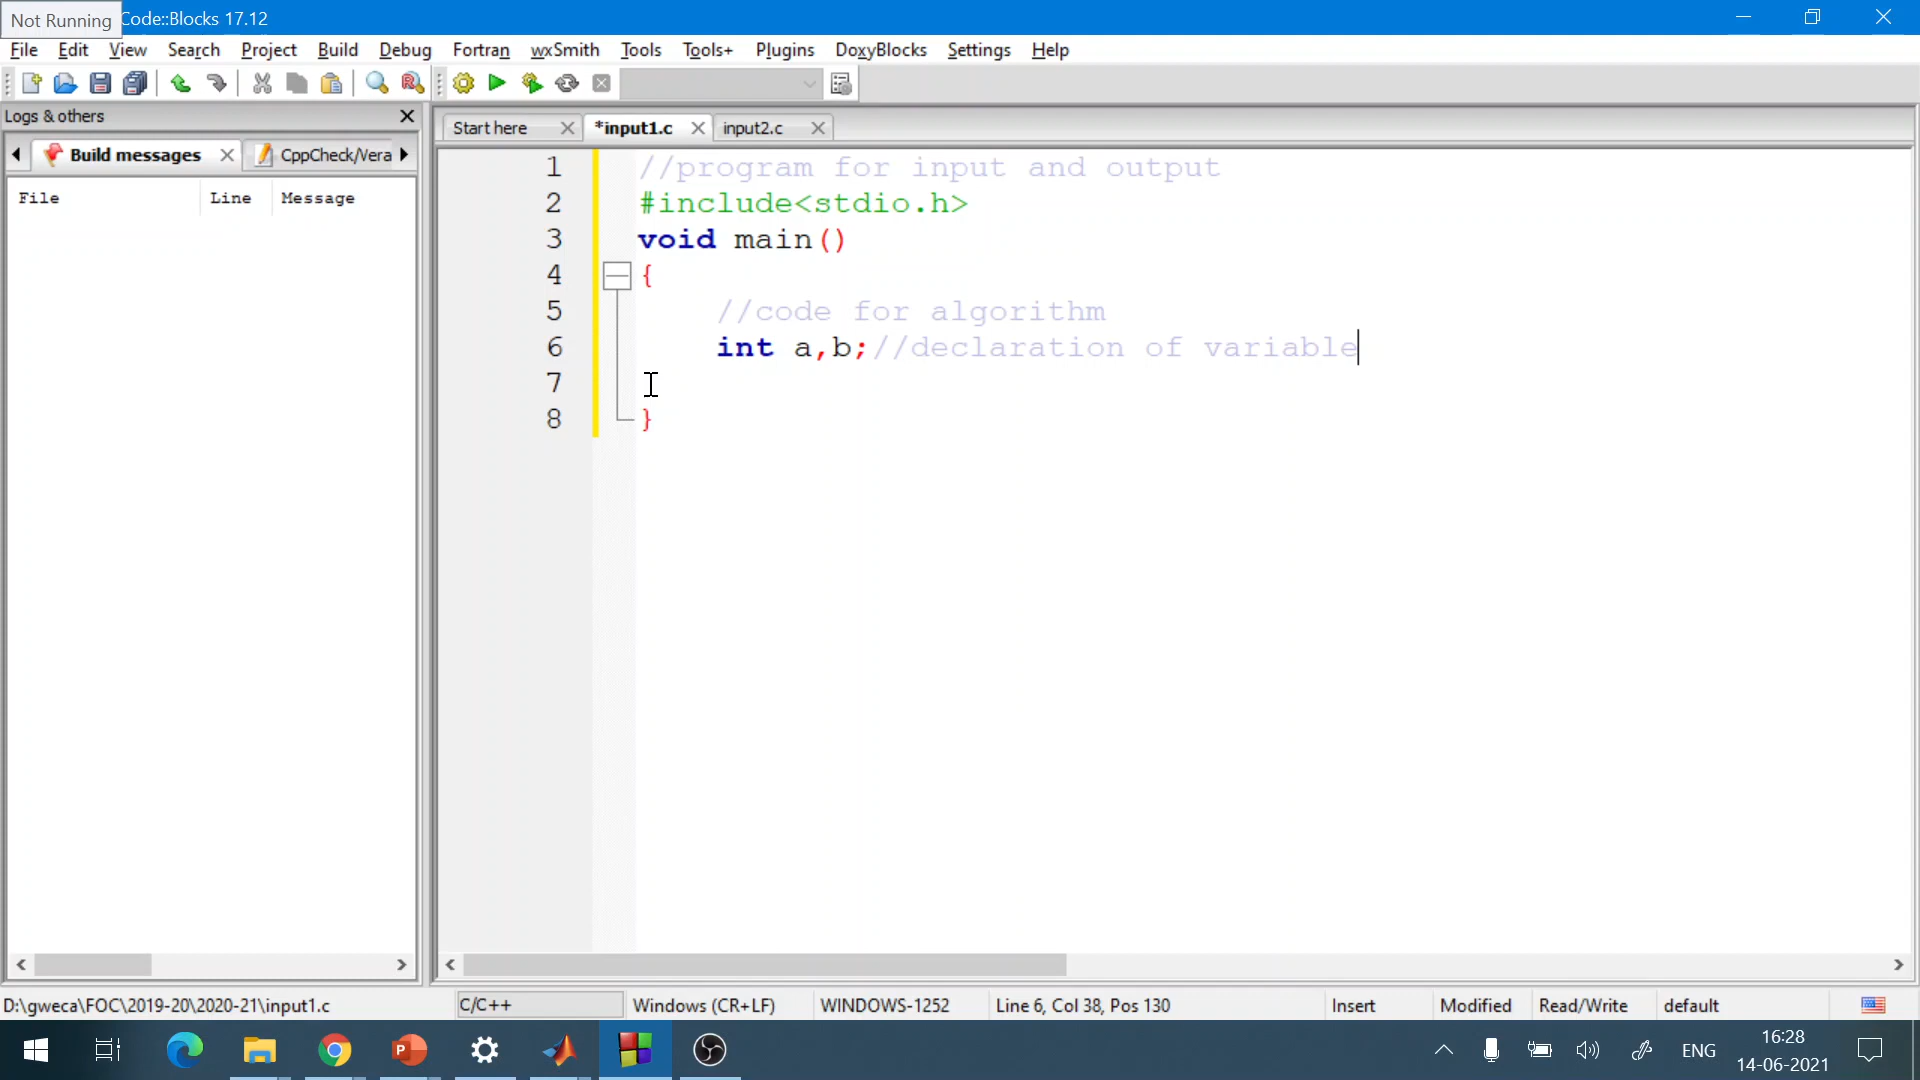 Not Running
Code::Blocks 17.12
File Edit View Search Project Build Debug Fortran wxSmith Tools Tools+ Plugins DoxyBlocks Settings Help
Logs & others
Start here *input1.c input2.c
Build messages CppCheck/Vera
File Line Message
1 //program for input and output
2 #include<stdio.h>
3 void main()
4 {
5 //code for algorithm
6 int a,b;//declaration of variable
7
8 }
D:\gweca\FOC\2019-20\2020-21\input1.c C/C++ Windows (CR+LF) WINDOWS-1252 Line 6, Col 38, Pos 130 Insert Modified Read/Write default
ENG
16:28
14-06-2021